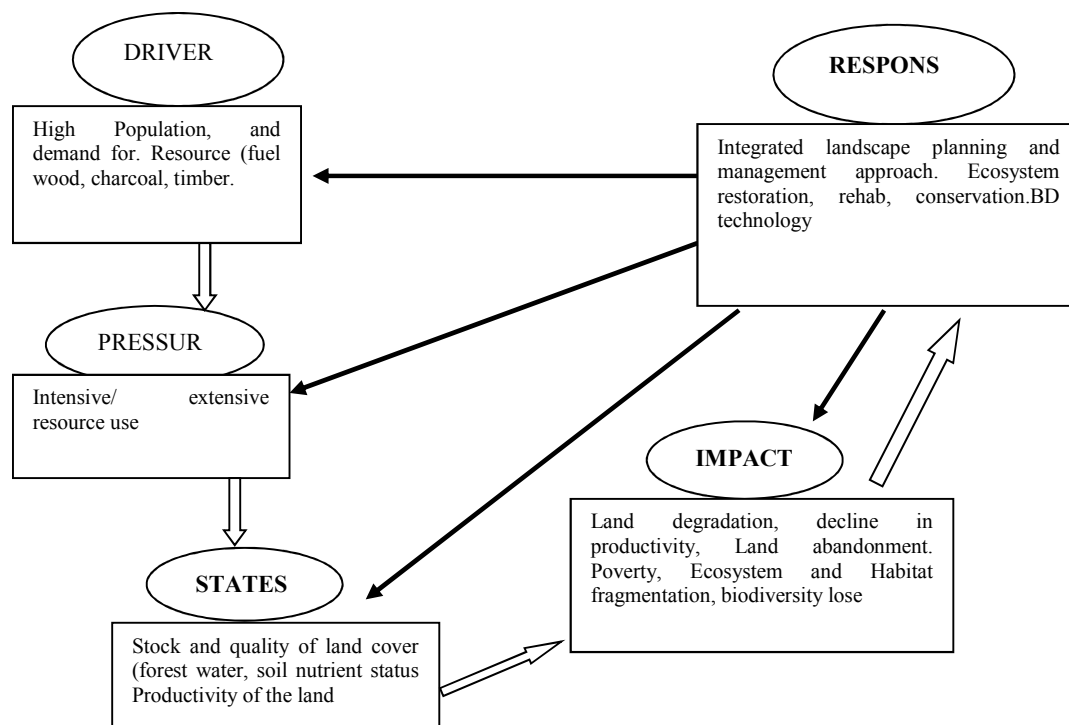 DRIVER
High Population, and
demand for. Resource (fuel
wood, charcoal, timber.
PRESSUR
Intensive/ extensive
resource use
STATES
Stock and quality of land cover
(forest water, soil nutrient status
Productivity of the land
IMPACT
Land degradation, decline in
productivity, Land abandonment.
Poverty, Ecosystem and Habitat
fragmentation, biodiversity lose
RESPONS
Integrated landscape planning and
management approach. Ecosystem
restoration, rehab, conservation.BD
technology